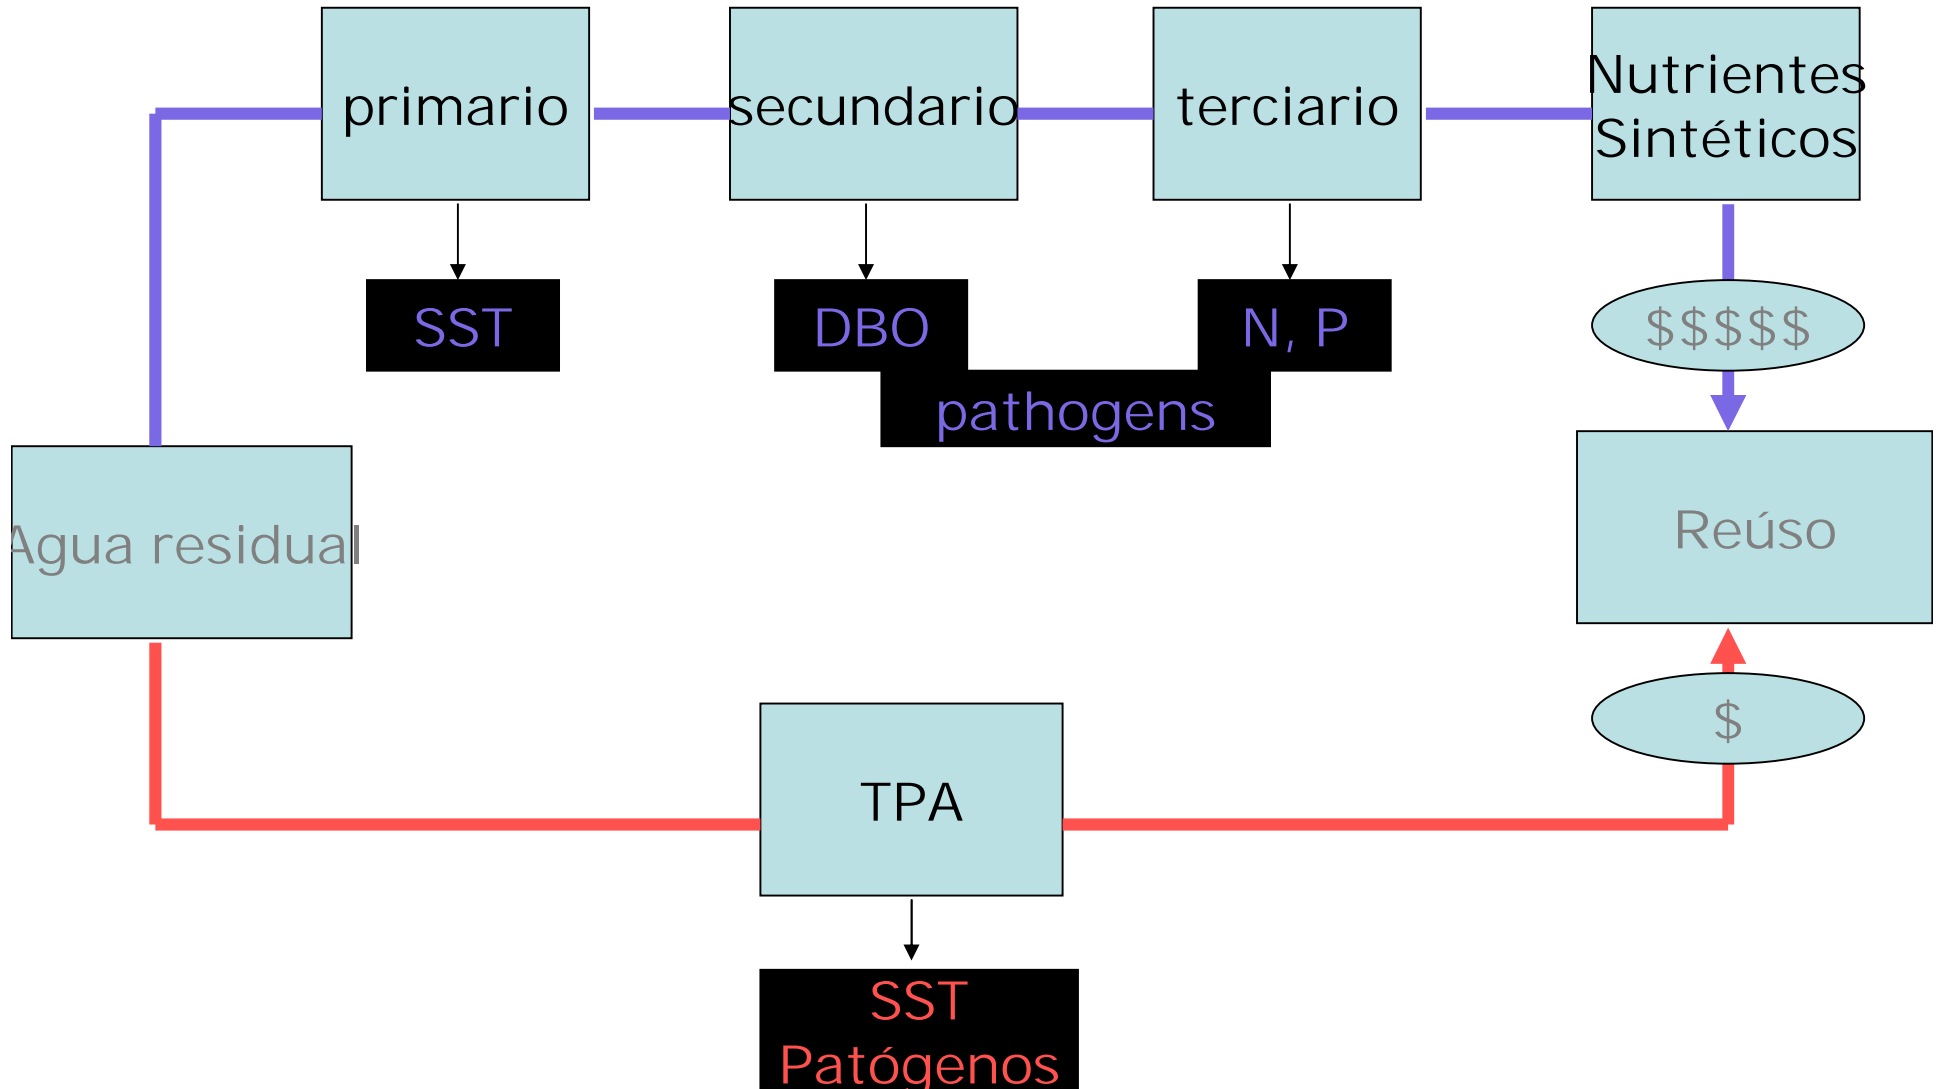 primario
secundario
terciario
Nutrientes
Sintéticos
SST
DBO
N, P
$$$$$
pathogens
Agua residual
Reúso
$
TPA
SST
Patógenos